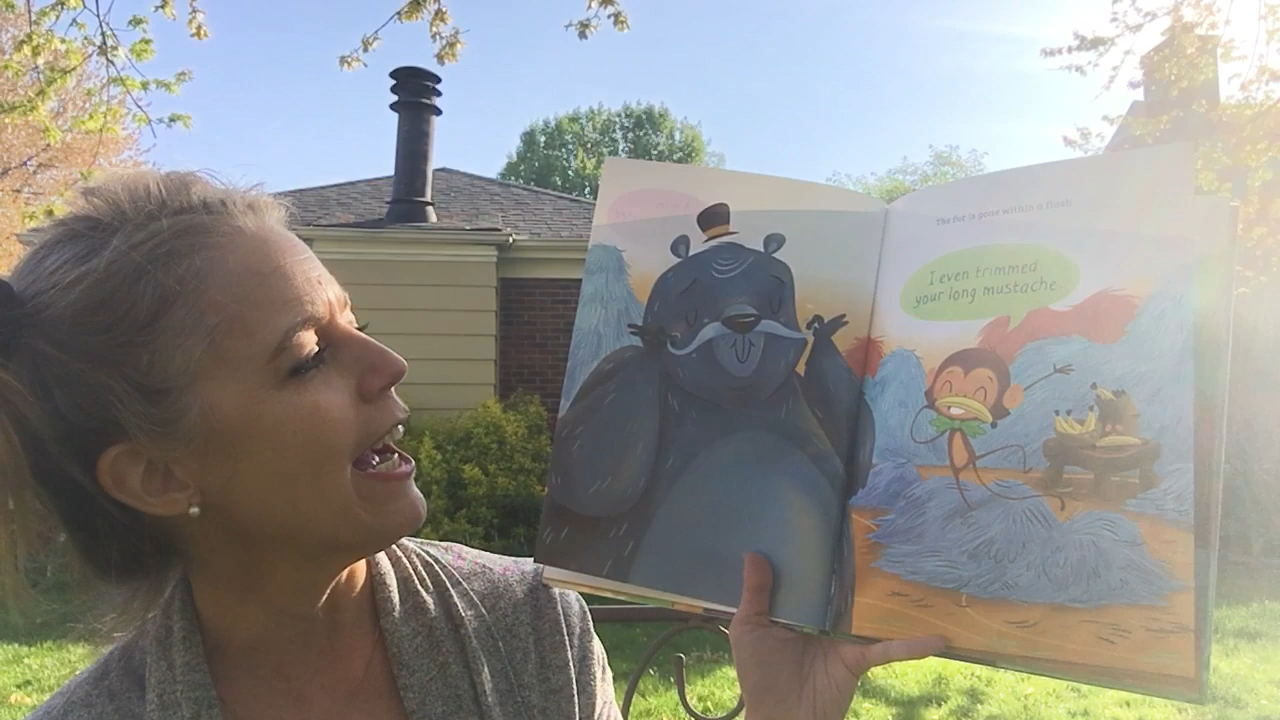 The fur is gone within a flash.
I even trimmed
your long mustache.